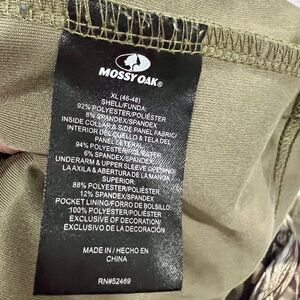 MOSSY OAK®
XL (46-48)
SHELL/FUNDA:
92% POLYESTER/POLIÉSTER
8% SPANDEX/SPANDEX
INSIDE COLLAR & SIDE PANEL FABRIC/
INTERIOR DEL CUELLO & TELA DEL
PANEL LETERAL:
94% POLYESTER/POLIÉSTER
6% SPANDEX/SPANDEX
UNDERARM & UPPER SLEEVE OPENING/
LA AXILA & ABERTURA DE LA MANGA
SUPERIOR:
88% POLYESTER/POLIÉSTER
12% SPANDEX/SPANDEX
POCKET LINING/FORRO DE BOLSILLO:
100% POLYESTER/POLIÉSTER
EXCLUSIVE OF DECORATION/
EXCLUSIVO DE LA DECORACIÓN
MADE IN / HECHO EN
CHINA
RN#52469